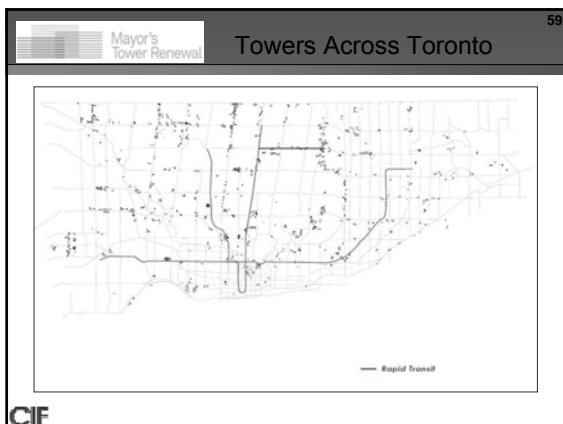 59
Mayor's
Tower Renewal
Towers Across Toronto
Rapid Transit
CIF